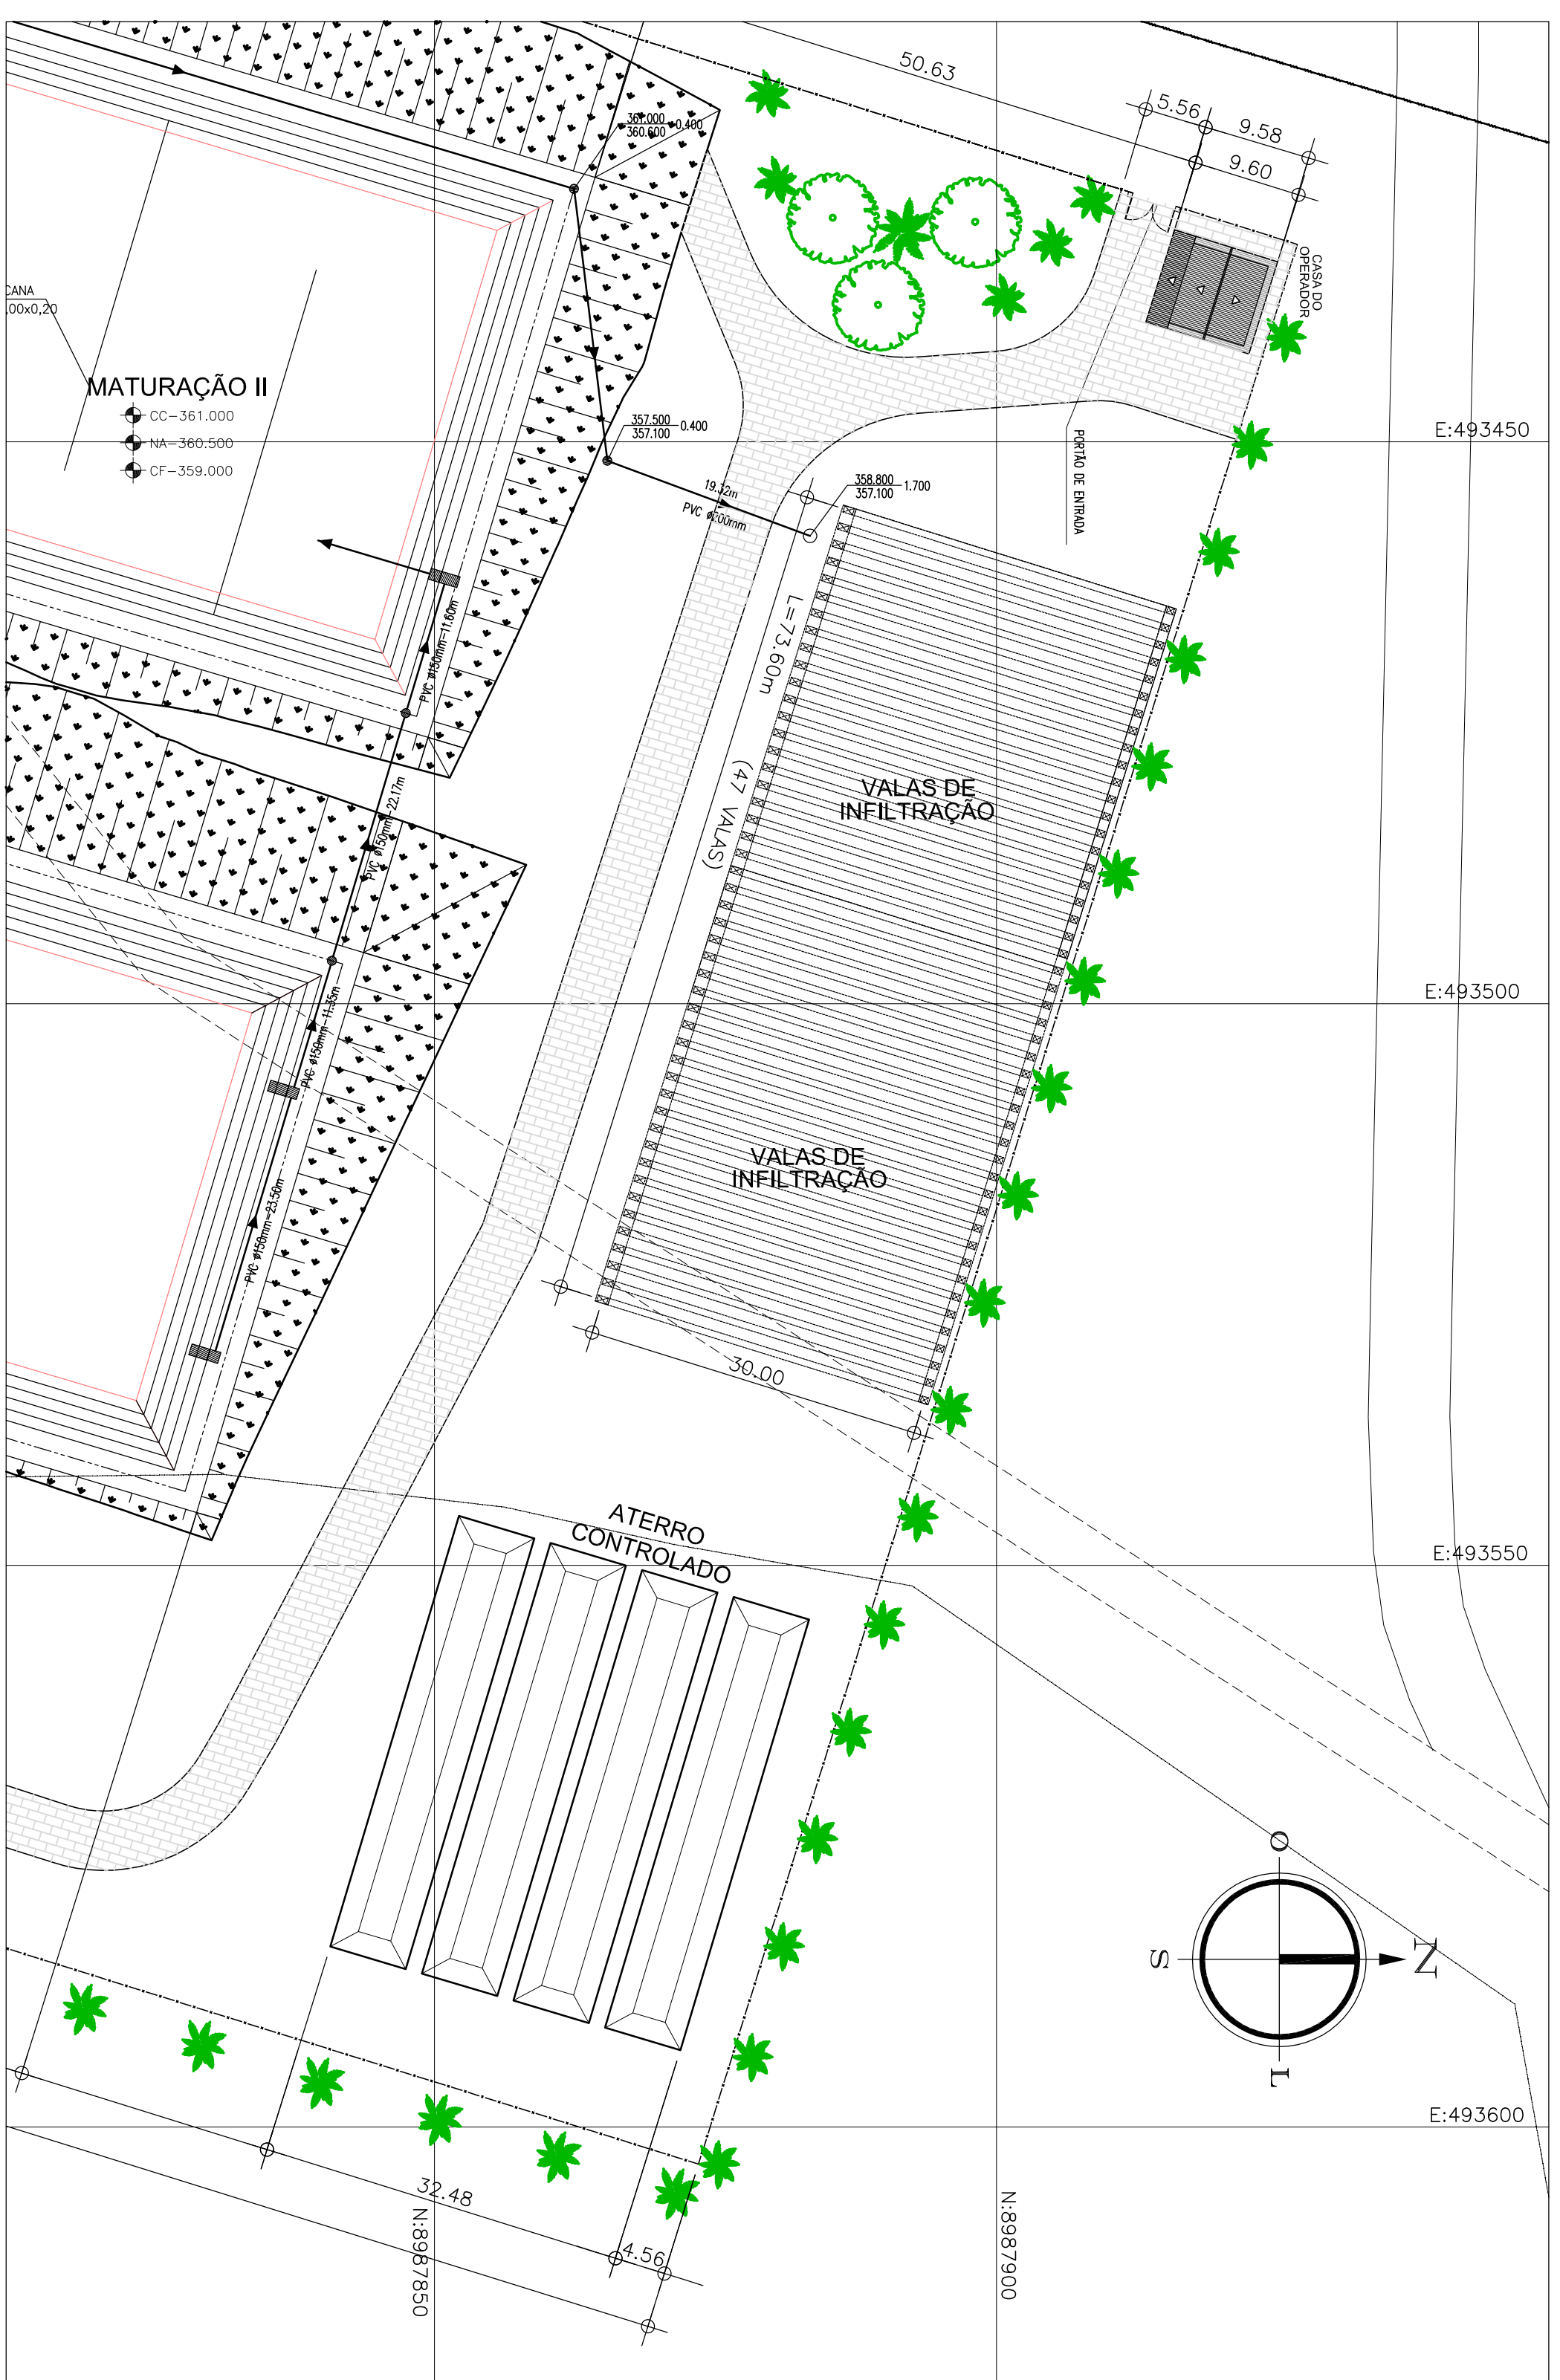 50.63
5.56
9.58
9.60
361.000
360.600
0.400
CASA DO
OPERADOR
CANA
,00x0,20
MATURAÇÃO II
CC-361.000
NA-360.500
CF-359.000
357.500
357.100
0.400
E:493450
PORTÃO DE ENTRADA
358.800
357.100
1.700
19.32m
PVC ø200mm
L=73.60m
(47 VALAS)
PVC ø150mm-11.60m
VALAS DE
INFILTRAÇÃO
PVC ø150mm-22.17m
E:493500
PVC ø150mm-11.35m
VALAS DE
INFILTRAÇÃO
PVC ø150mm-23.50m
30.00
ATERRO
CONTROLADO
E:493550
O
S
N
L
E:493600
32.48
4.56
N:8987850
N:8987900